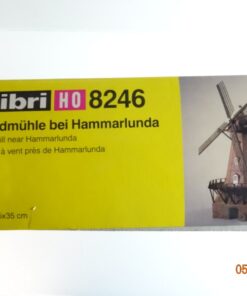 ibri HO 8246
dmühle bei Hammarlunda
ill near Hammarlunda
à vent près de Hammarlunda
x35 cm
05